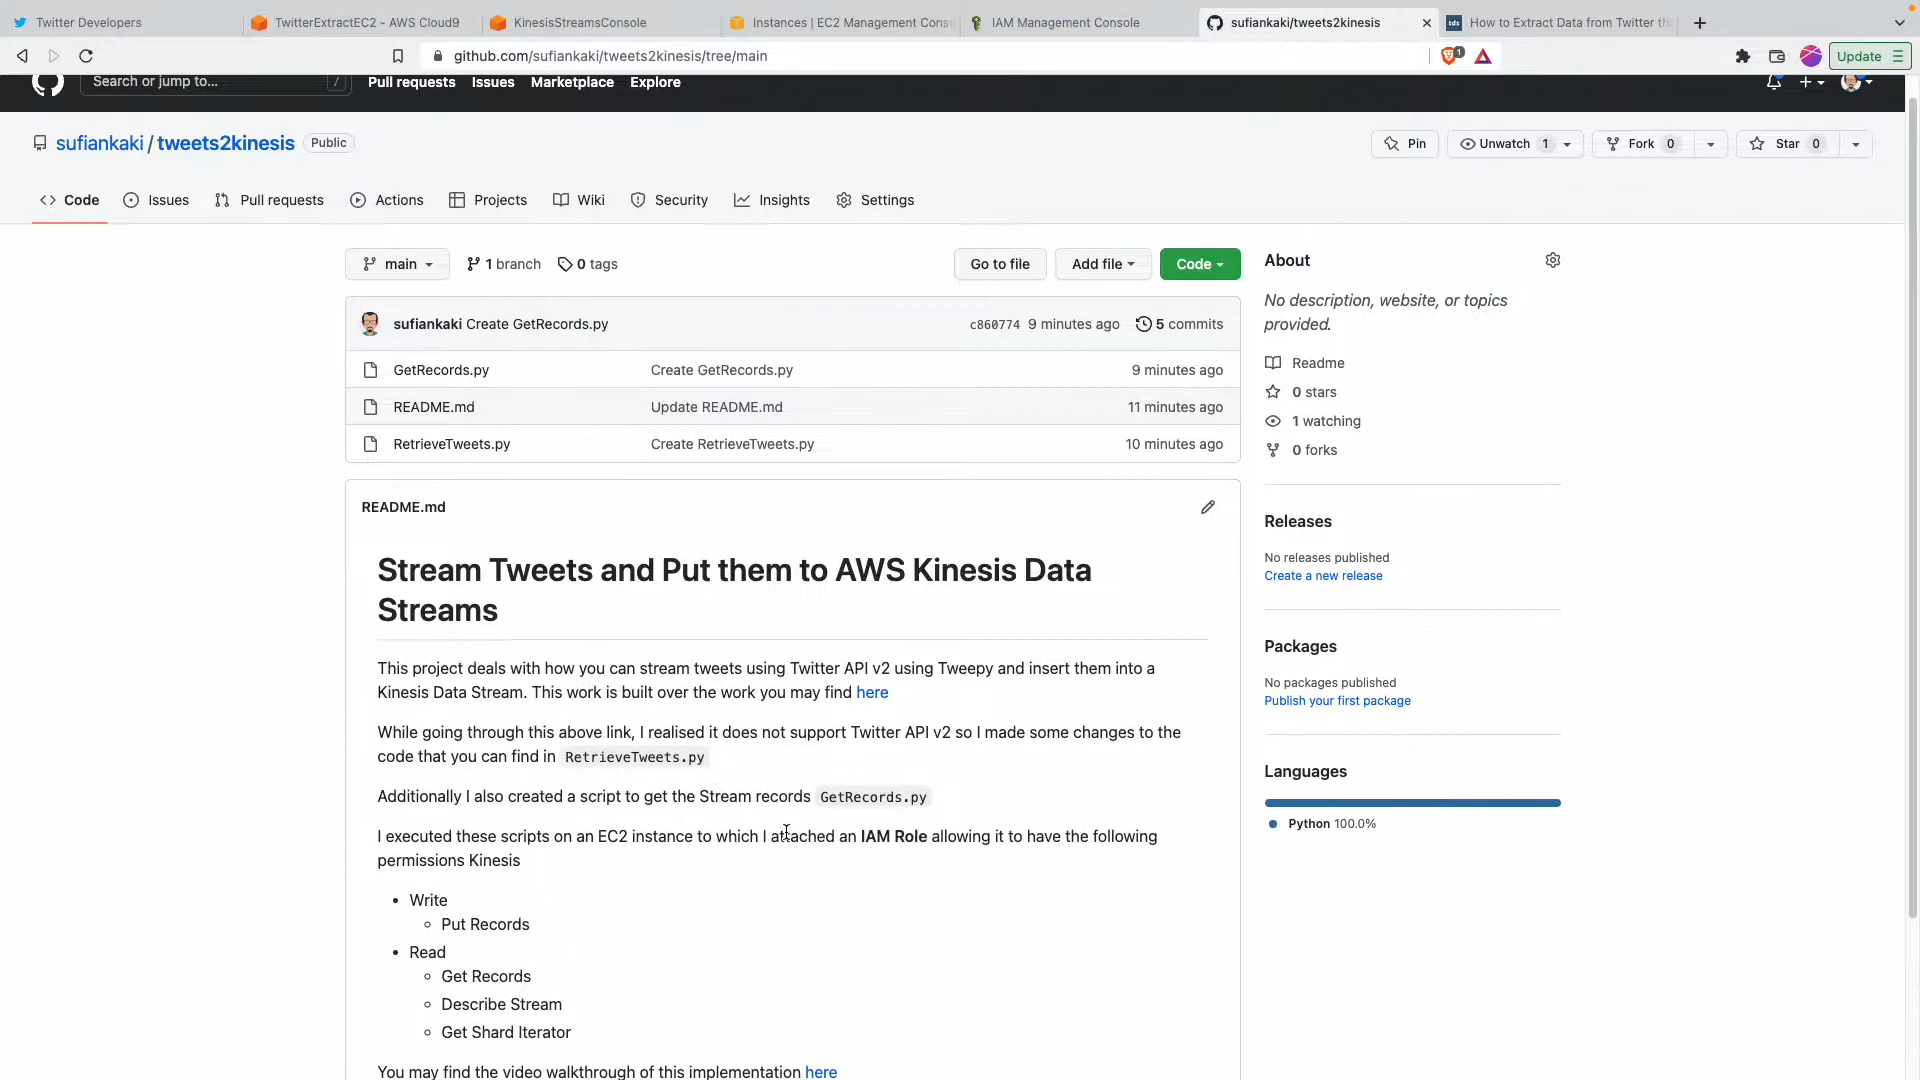 Twitter Developers
TwitterExtractEC2 - AWS Cloud9
KinesisStreamsConsole
Instances | EC2 Management Cons
IAM Management Console
sufiankaki/tweets2kinesis
tds How to Extract Data from Twitter th
github.com/sufiankaki/tweets2kinesis/tree/main
1
Update
Search or jump to...
/
Pull requests
Issues
Marketplace
Explore
sufiankaki / tweets2kinesis Public
Pin
Unwatch 1
Fork 0
Star 0
Code
Issues
Pull requests
Actions
Projects
Wiki
Security
Insights
Settings
main
1 branch
0 tags
Go to file
Add file
Code
About
No description, website, or topics
provided.
sufiankaki Create GetRecords.py c860774 9 minutes ago 5 commits
GetRecords.py Create GetRecords.py 9 minutes ago
README.md Update README.md 11 minutes ago
RetrieveTweets.py Create RetrieveTweets.py 10 minutes ago
Readme
0 stars
1 watching
0 forks
README.md
Stream Tweets and Put them to AWS Kinesis Data
Streams
This project deals with how you can stream tweets using Twitter API v2 using Tweepy and insert them into a
Kinesis Data Stream. This work is built over the work you may find here
While going through this above link, I realised it does not support Twitter API v2 so I made some changes to the
code that you can find in RetrieveTweets.py
Additionally I also created a script to get the Stream records GetRecords.py
I executed these scripts on an EC2 instance to which I attached an IAM Role allowing it to have the following
permissions Kinesis
• Write
◦ Put Records
• Read
◦ Get Records
◦ Describe Stream
◦ Get Shard Iterator
You may find the video walkthrough of this implementation here
Releases
No releases published
Create a new release
Packages
No packages published
Publish your first package
Languages
Python 100.0%